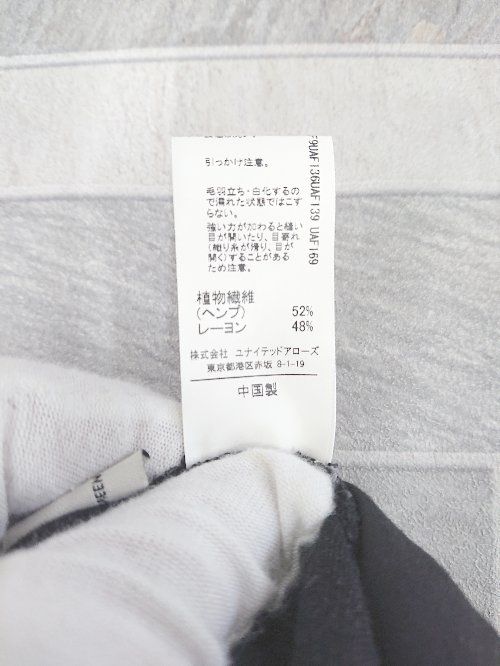 引っかけ注意。
毛羽立ち・白化するの
で濡れた状態ではこす
らない。
強い力が加わると縫い
目が開いたり、目寄れ
(織り糸が滑り、目が
開く)することがある
ため注意。
植物繊維
(ヘンプ) 52%
レーヨン 48%
株式会社 ユナイテッドアローズ
東京都港区赤坂 8-1-19
中国製
F9UAF136UAF139 UAF169